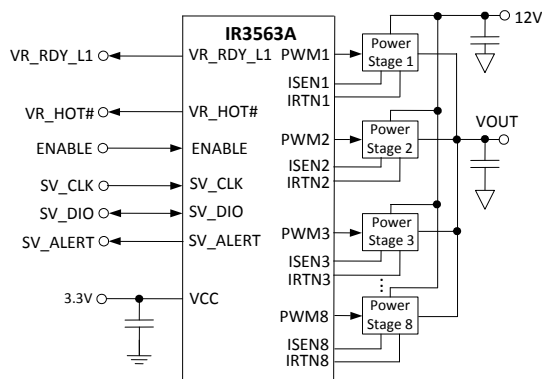 IR3563A
12V
VR_RDY_L1
VR_RDY_L1
PWM1
Power
Stage 1
ISEN1
IRTN1
VR_HOT#
VR_HOT#
PWM2
Power
Stage 2
VOUT
ENABLE
ENABLE
ISEN2
IRTN2
SV_CLK
SV_CLK
SV_DIO
SV_DIO
PWM3
Power
Stage 3
SV_ALERT
SV_ALERT
ISEN3
IRTN3
3.3V
VCC
...
PWM8
Power
Stage 8
ISEN8
IRTN8